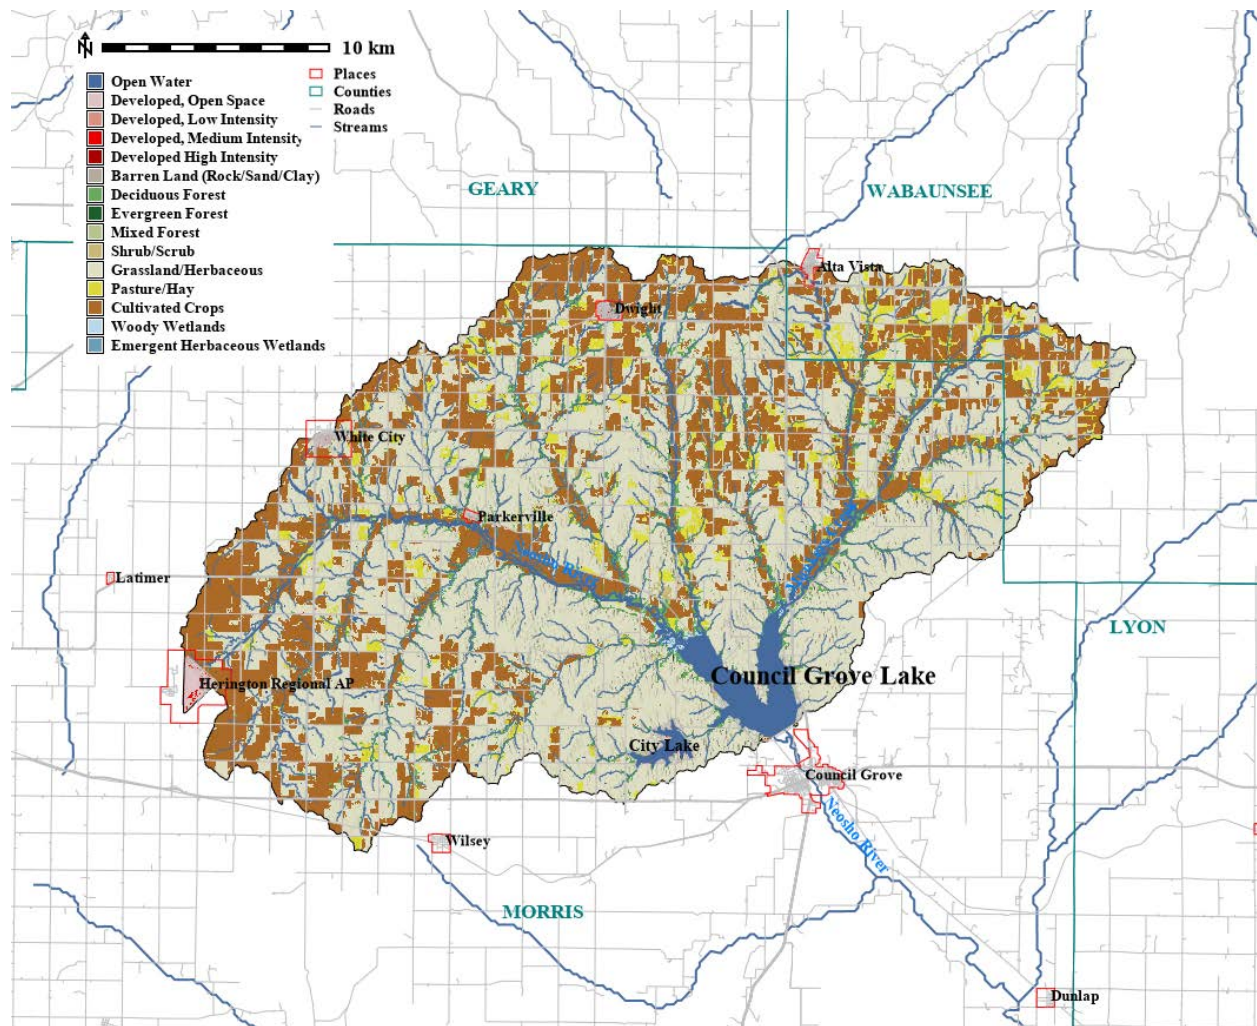 N
10 km
Open Water
Developed, Open Space
Developed, Low Intensity
Developed, Medium Intensity
Developed High Intensity
Barren Land (Rock/Sand/Clay)
Deciduous Forest
Evergreen Forest
Mixed Forest
Shrub/Scrub
Grassland/Herbaceous
Pasture/Hay
Cultivated Crops
Woody Wetlands
Emergent Herbaceous Wetlands
Places
Counties
Roads
Streams
GEARY
WABAUNSEE
Alta Vista
Dwight
White City
Parkerville
Neosho River
Latimer
LYON
Herington Regional AP
Council Grove Lake
City Lake
Council Grove
Neosho River
Wilsey
MORRIS
Dunlap